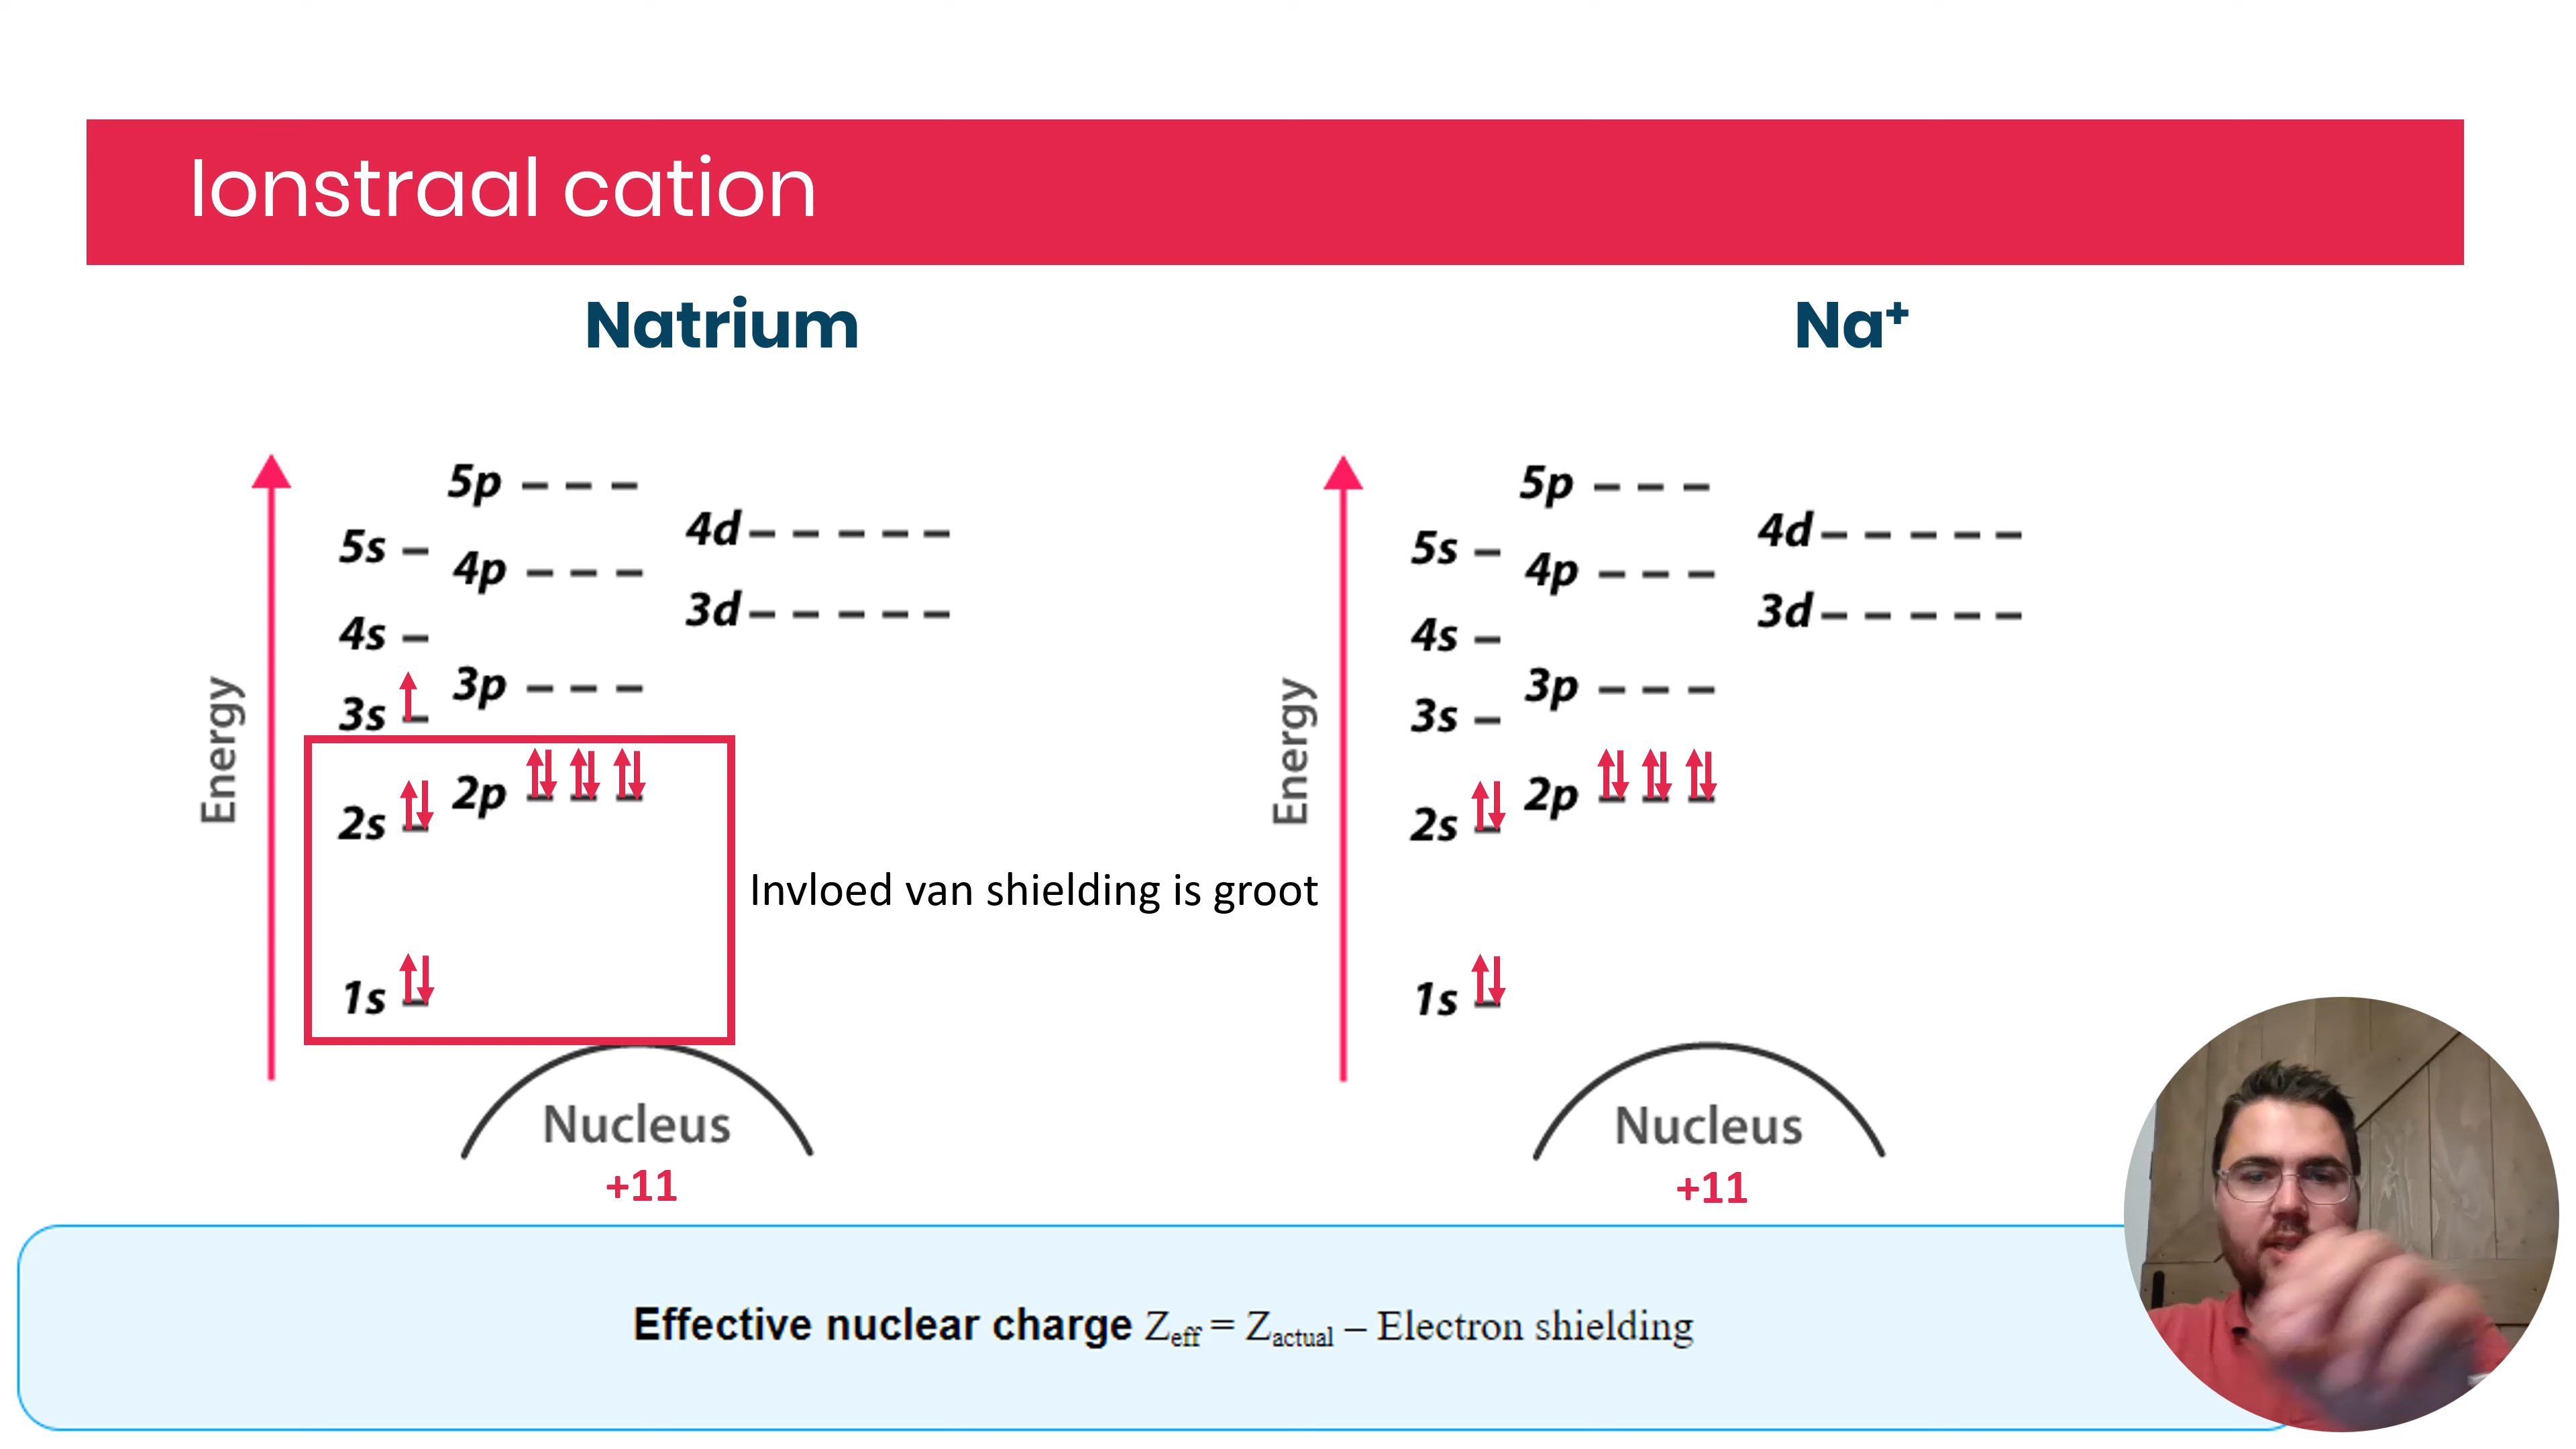 Ionstraal cation
Natrium
Energy
5p
4d
5s
4p
3d
4s
3p
3s
2p
2s
1s
Nucleus
+11
Invloed van shielding is groot
Na⁺
Energy
5p
4d
5s
4p
3d
4s
3p
3s
2p
2s
1s
Nucleus
+11
Effective nuclear charge Zeff = Zactual – Electron shielding